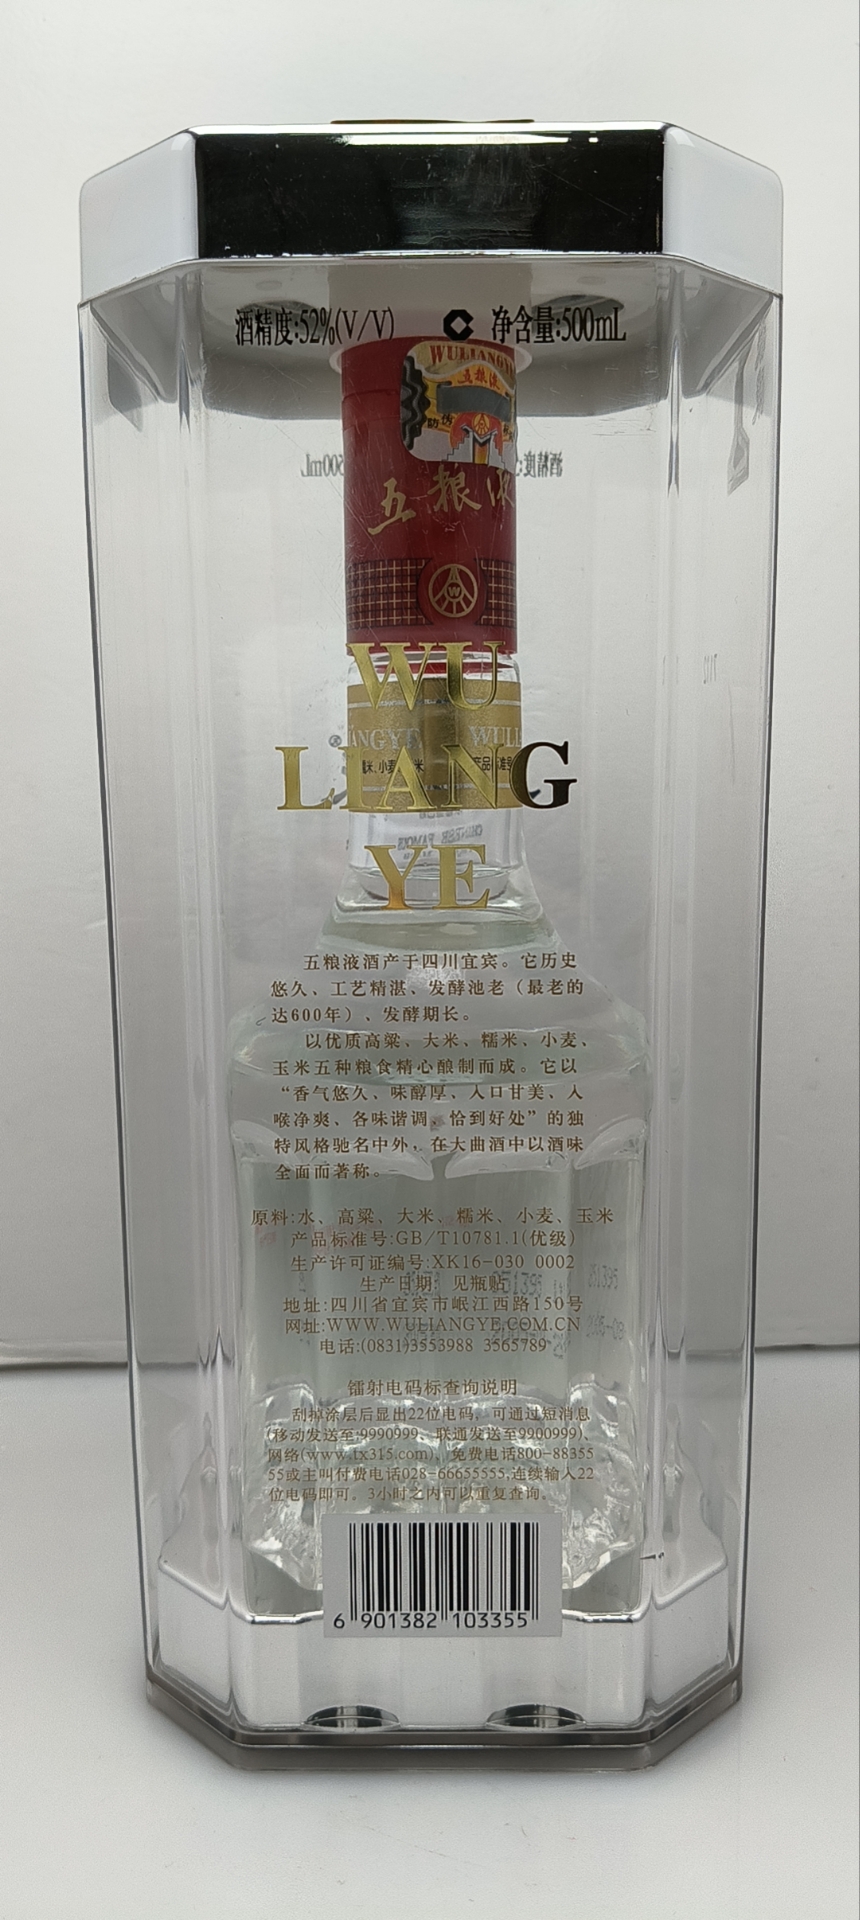 酒精度:52%(V/V) 净含量:500mL
WULIANGYE
五粮液
五粮液
W
WU
LIANG
YE
五粮液酒产于四川宜宾。它历史
悠久、工艺精湛、发酵池老（最老的
达600年）、发酵期长。
以优质高粱、大米、糯米、小麦、
玉米五种粮食精心酿制而成。它以
“香气悠久、味醇厚、入口甘美、入
喉净爽、各味谐调、恰到好处”的独
特风格驰名中外，在大曲酒中以酒味
全面而著称。
原料:水、高粱、大米、糯米、小麦、玉米
产品标准号:GB/T10781.1(优级)
生产许可证编号:XK16-030 0002
生产日期: 见瓶贴
地址:四川省宜宾市岷江西路150号
网址:WWW.WULIANGYE.COM.CN
电话:(0831)3553988 3565789
镭射电码标查询说明
刮掉涂层后显出22位电码，可通过短消息
(移动发送至9990999、联通发送至9900999)、
网络(www.tx315.com)、免费电话800-88355
55或主叫付费电话028-66655555,连续输入22
位电码即可。3小时之内可以重复查询。
6 901382 103355